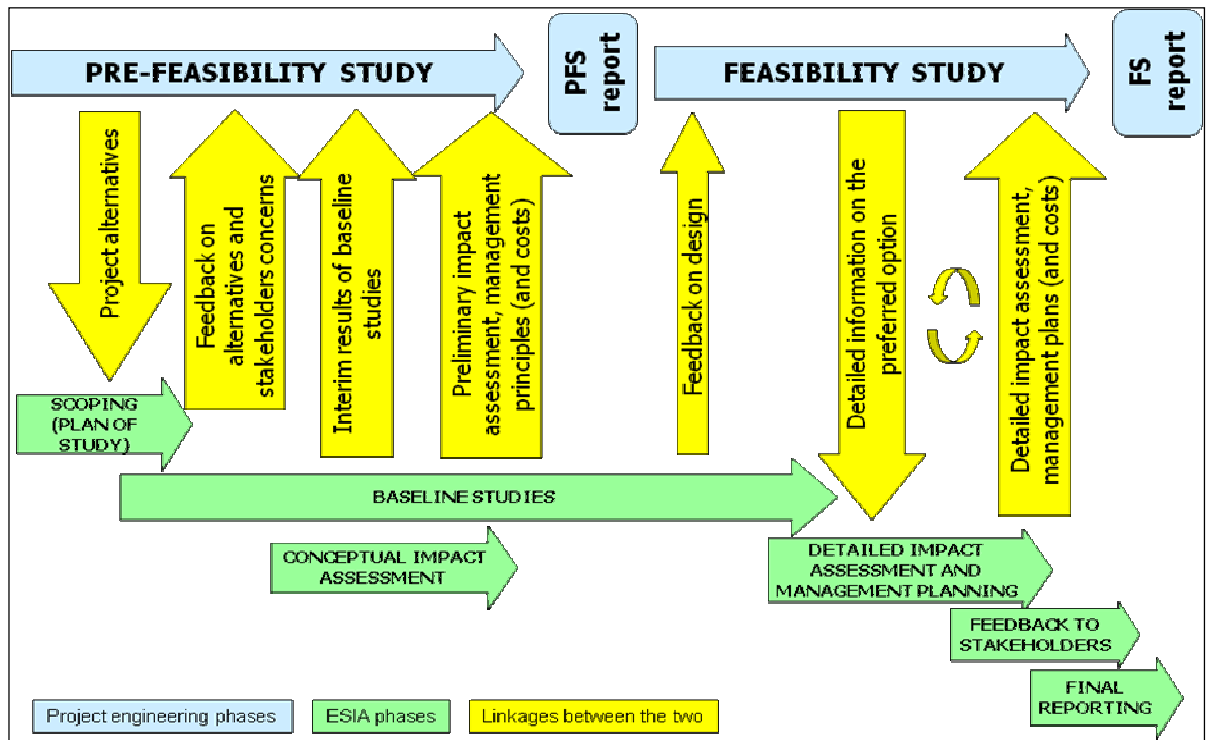 PRE-FEASIBILITY STUDY
PFS
report
FEASIBILITY STUDY
FS
report
Project alternatives
Feedback on
alternatives and
stakeholders concerns
Interim results of baseline
studies
Preliminary impact
assessment, management
principles (and costs)
Feedback on design
Detailed information on the
preferred option
Detailed impact assessment,
management plans (and costs)
SCOPING
(PLAN OF
STUDY)
BASELINE STUDIES
CONCEPTUAL IMPACT
ASSESSMENT
DETAILED IMPACT
ASSESSMENT AND
MANAGEMENT PLANNING
FEEDBACK TO
STAKEHOLDERS
FINAL
REPORTING
Project engineering phases
ESIA phases
Linkages between the two